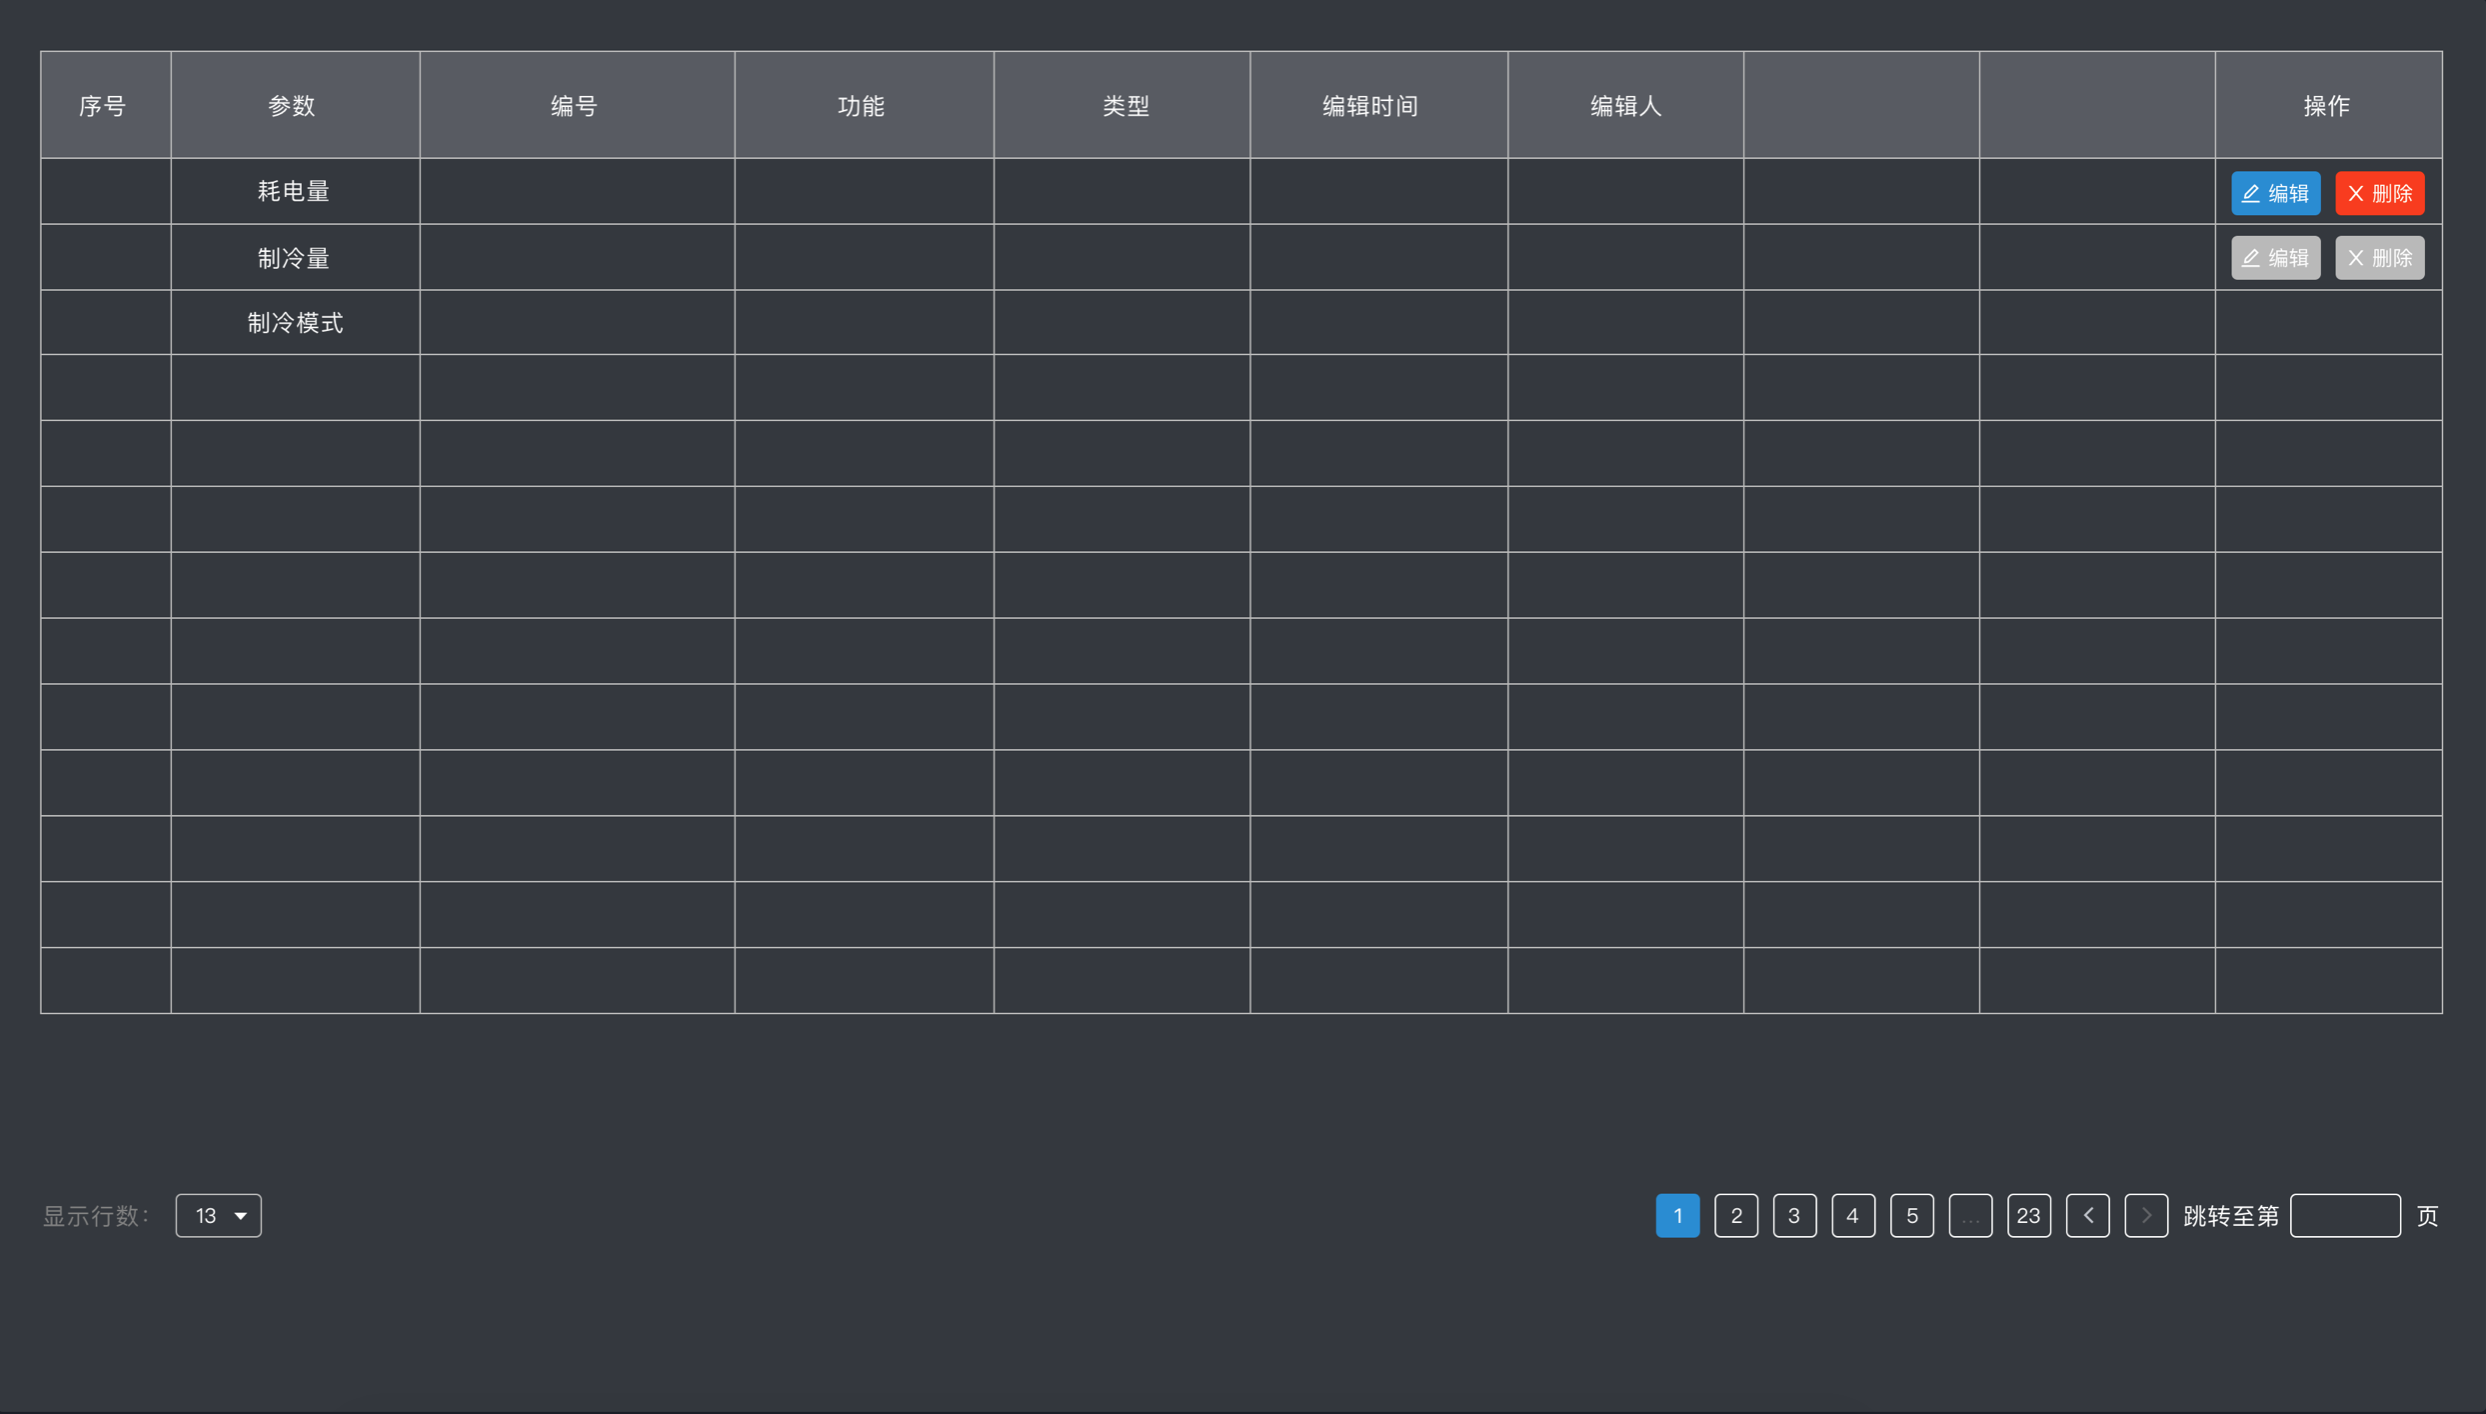 序号 参数 编号 功能 类型 编辑时间 编辑人 操作
耗电量 编辑 删除
制冷量 编辑 删除
制冷模式
显示行数： 13 1 2 3 4 5 ... 23 跳转至第 页